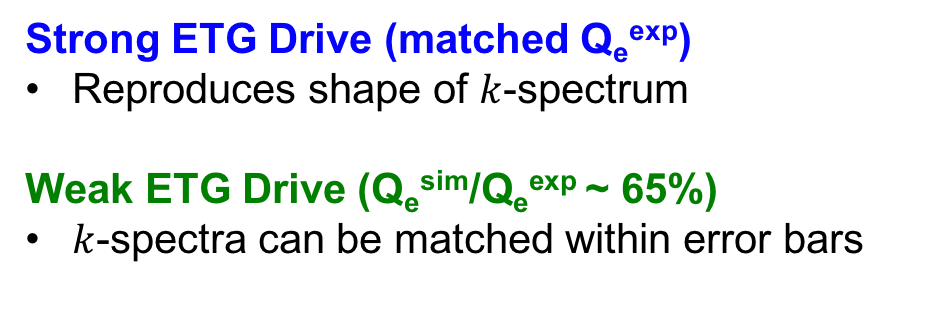 Strong ETG Drive (matched Qₑᵉˣᵖ)
• Reproduces shape of k-spectrum
Weak ETG Drive (Qₑˢⁱᵐ/Qₑᵉˣᵖ ~ 65%)
• k-spectra can be matched within error bars